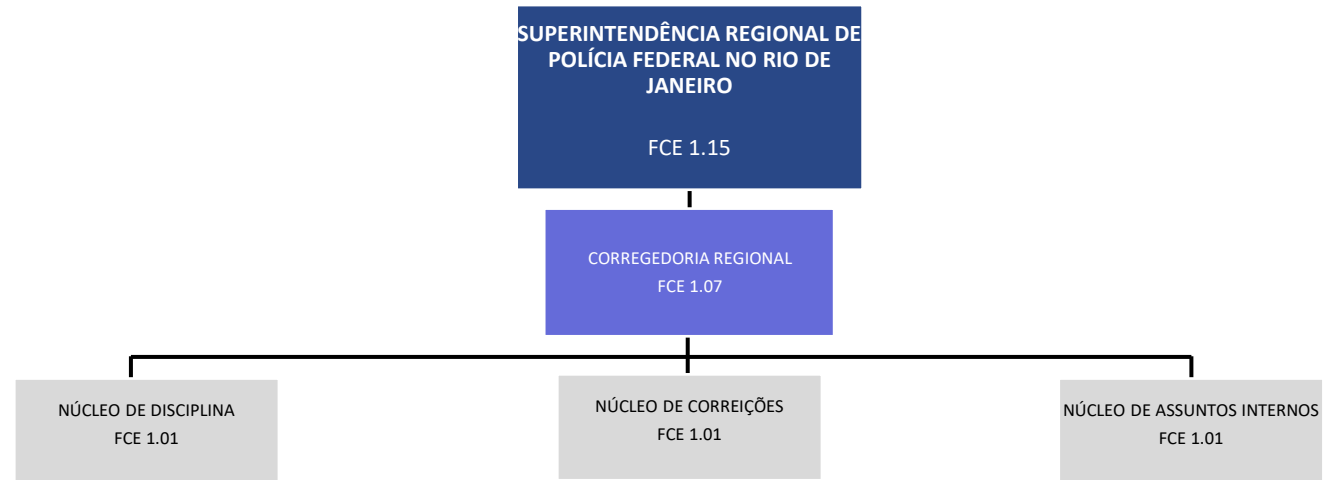 SUPERINTENDÊNCIA REGIONAL DE
POLÍCIA FEDERAL NO RIO DE
JANEIRO
FCE 1.15
CORREGEDORIA REGIONAL
FCE 1.07
NÚCLEO DE DISCIPLINA
FCE 1.01
NÚCLEO DE CORREIÇÕES
FCE 1.01
NÚCLEO DE ASSUNTOS INTERNOS
FCE 1.01